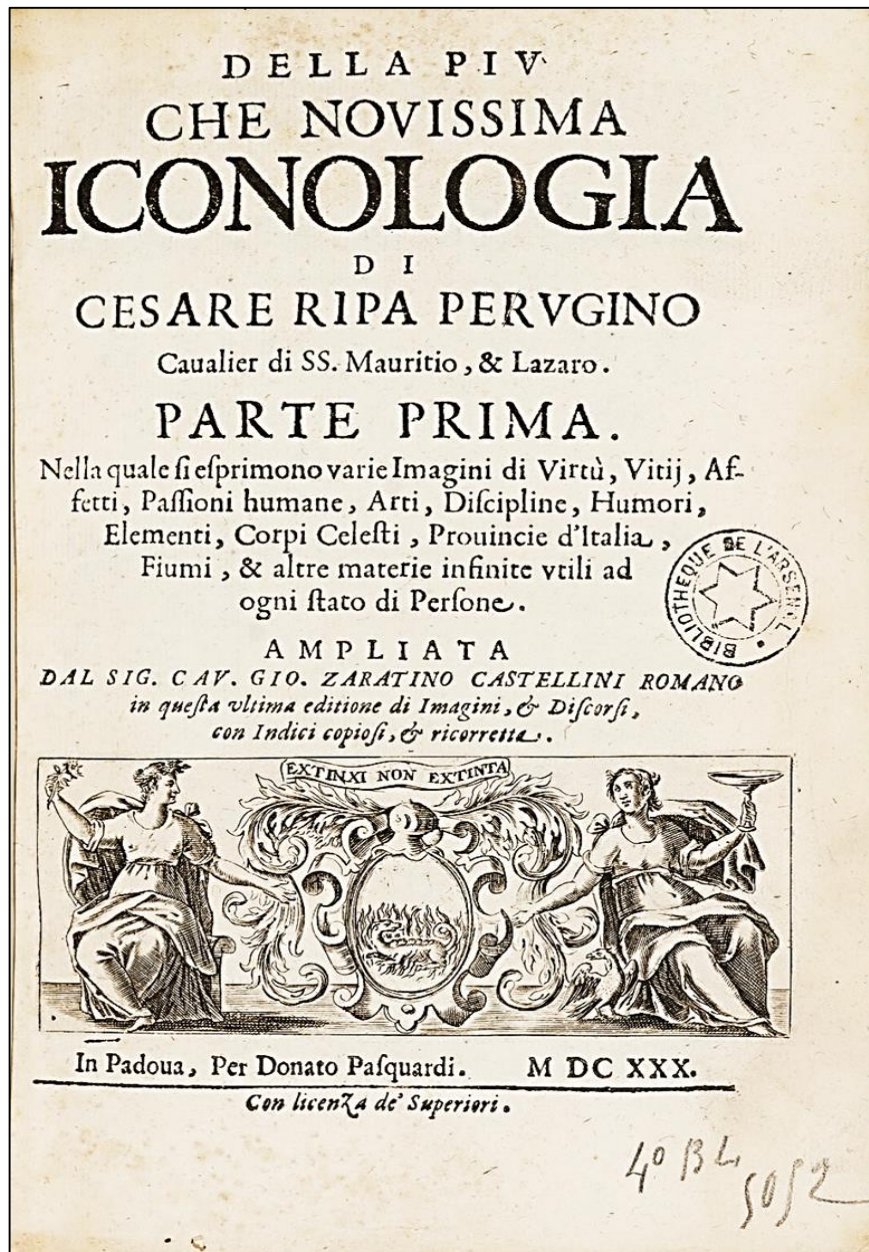 DELLA PIV
CHE NOVISSIMA
ICONOLOGIA
DI
CESARE RIPA PERVGINO
Caualier di SS. Mauritio, & Lazaro.
PARTE PRIMA.
Nella quale ſi eſprimono varie Imagini di Virtù, Vitij, Af-
fetti, Paſſioni humane, Arti, Diſcipline, Humori,
Elementi, Corpi Celeſti, Prouincie d'Italia,
Fiumi, & altre materie infinite vtili ad
ogni ſtato di Perſone.
BIBLIOTHEQUE DE L'ARSENAL
AMPLIATA
DAL SIG. CAV. GIO. ZARATINO CASTELLINI ROMANO
in queſta vltima editione di Imagini, & Diſcorſi,
con Indici copioſi, & ricorretta.
EXTINXI NON EXTINTA
In Padoua, Per Donato Paſquardi. M DC XXX.
Con licenza de' Superiori.
4º BL
5052